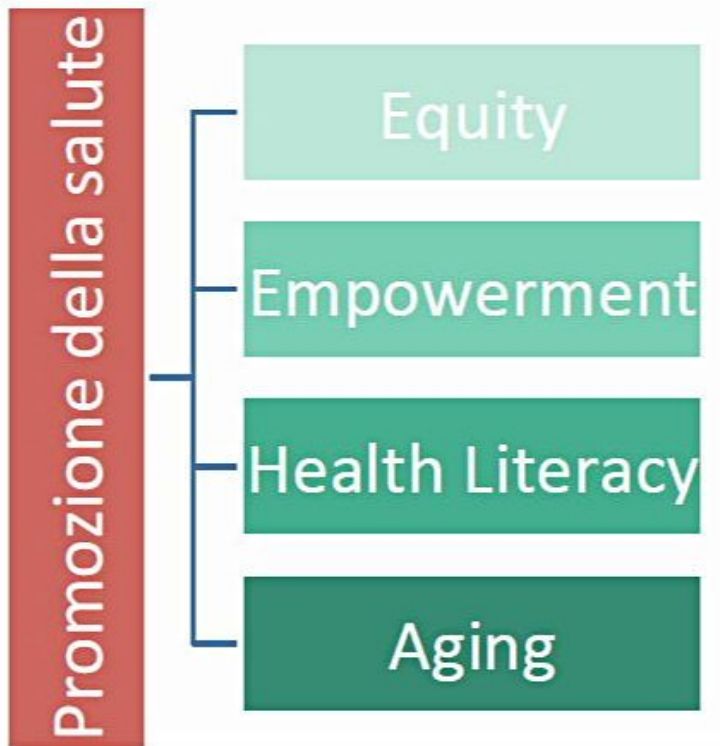 Promozione della salute
Equity
Empowerment
Health Literacy
Aging